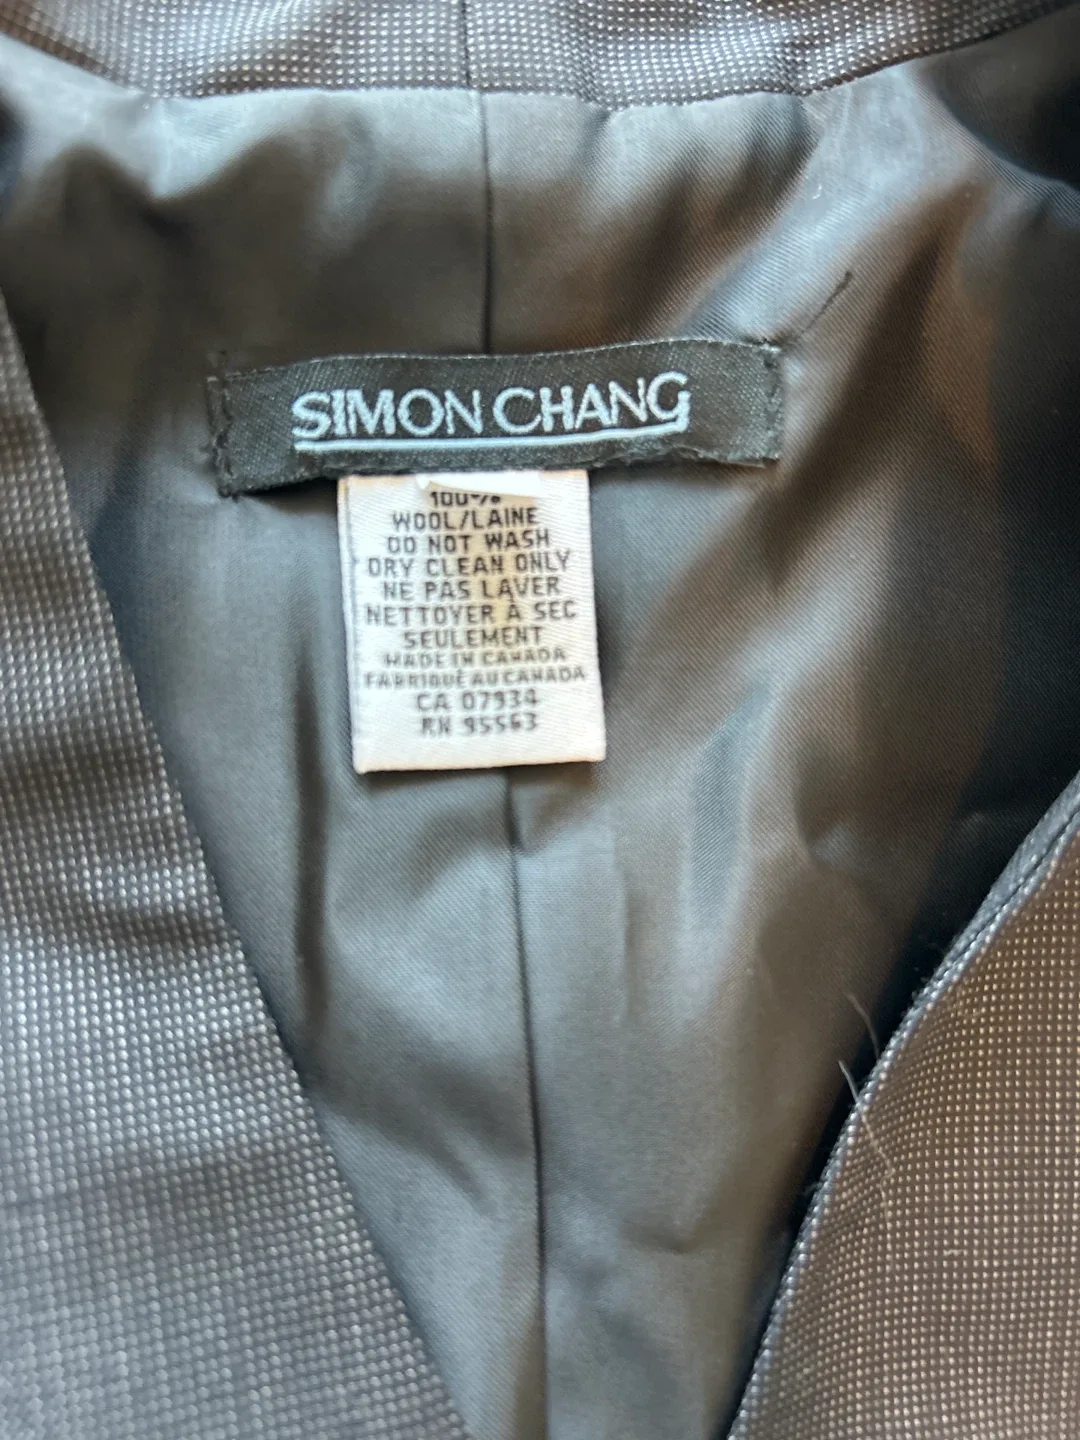 SIMON CHANG
100%
WOOL/LAINE
DO NOT WASH
DRY CLEAN ONLY
NE PAS LAVER
NETTOYER À SEC
SEULEMENT
MADE IN CANADA
FABRIQUÉ AU CANADA
CA 07934
RN 95563